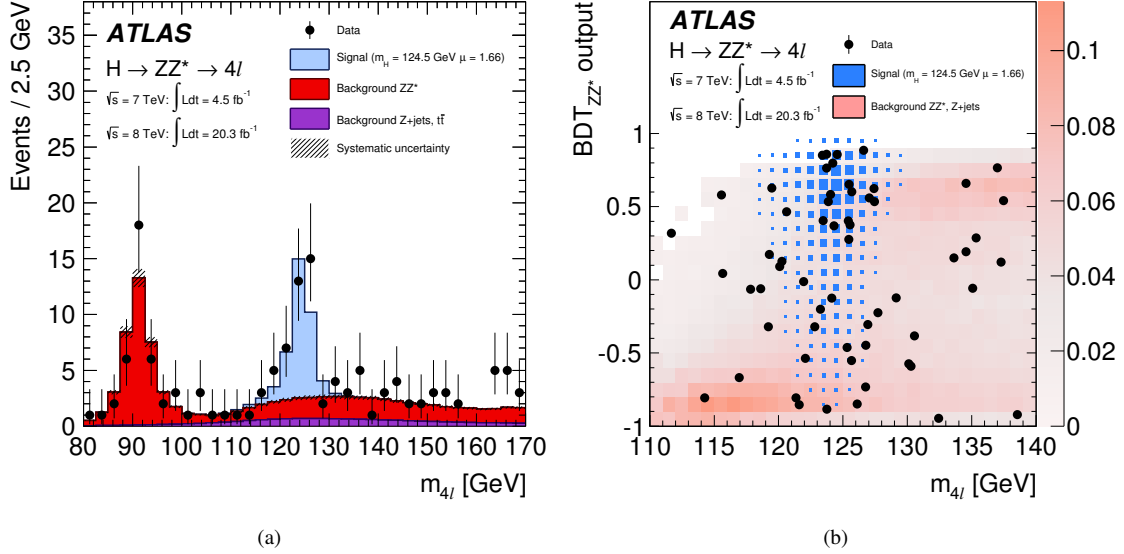 ATLAS
H → ZZ* → 4l
√s = 7 TeV: ∫Ldt = 4.5 fb⁻¹
√s = 8 TeV: ∫Ldt = 20.3 fb⁻¹
Data
Signal (m_H = 124.5 GeV μ = 1.66)
Background ZZ*
Background Z+jets, tt̄
Systematic uncertainty
Events / 2.5 GeV
35
30
25
20
15
10
5
0
80 90 100 110 120 130 140 150 160 170
m_4l [GeV]
(a)
ATLAS
H → ZZ* → 4l
√s = 7 TeV: ∫Ldt = 4.5 fb⁻¹
√s = 8 TeV: ∫Ldt = 20.3 fb⁻¹
Data
Signal (m_H = 124.5 GeV μ = 1.66)
Background ZZ*, Z+jets
BDT_ZZ* output
1
0.5
0
-0.5
-1
110 115 120 125 130 135 140
m_4l [GeV]
0.1
0.08
0.06
0.04
0.02
0
(b)